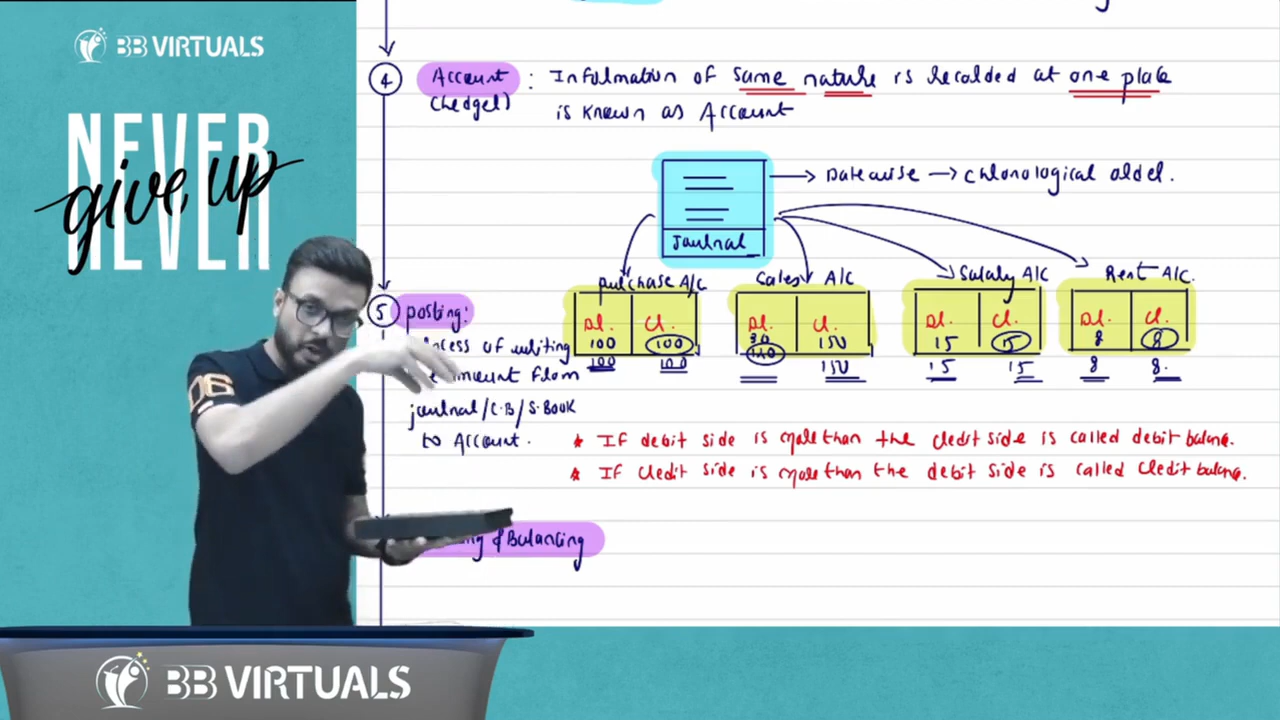 BB VIRTUALS
NEVER
give up
NEVER
4 Account : Information of same nature is recorded at one place
(Ledger) is known as Account
Datewise → chronological order.
Journal
Purchase A/C Sales A/C Salary A/C Rent A/C.
Dr. Cr. Dr. Cr. Dr. Cr. Dr. Cr.
100 100 30 150 15 15 8 8
100 100 150 15 15 8 8.
5 posting:
of writing
amount from
journal/C.B/S.Book
to Account.
* If debit side is more than the credit side is called debit balance.
* If credit side is more than the debit side is called credit balance.
& Balancing
06
BB VIRTUALS